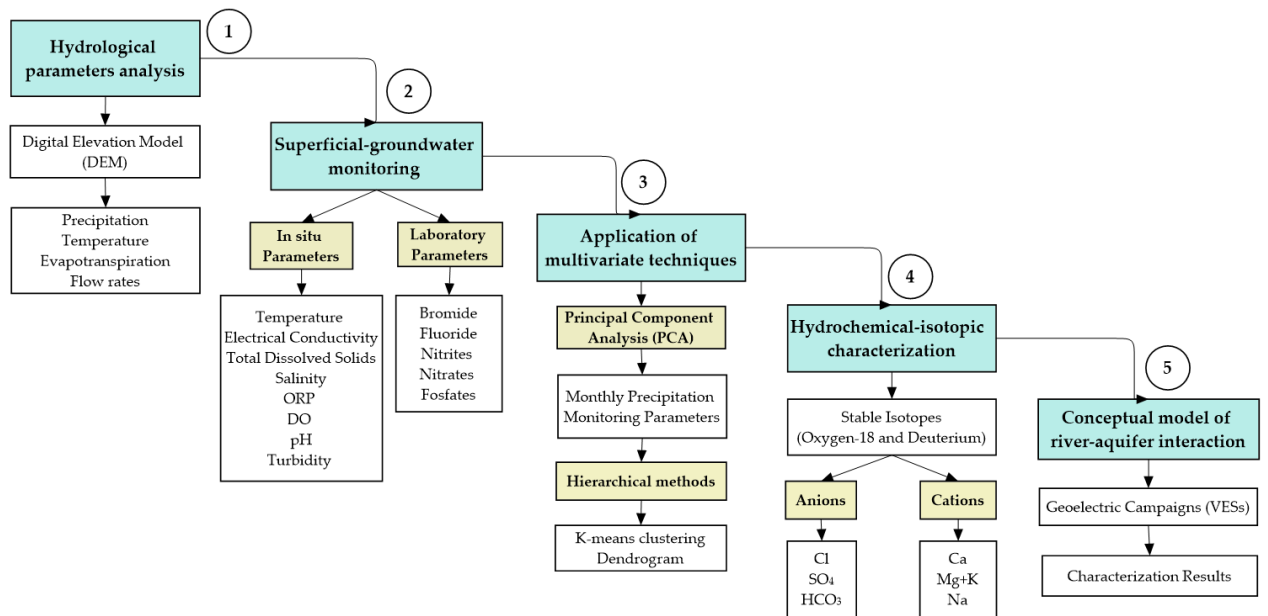 1
Hydrological
parameters analysis
Digital Elevation Model
(DEM)
Precipitation
Temperature
Evapotranspiration
Flow rates
2
Superficial-groundwater
monitoring
In situ
Parameters
Temperature
Electrical Conductivity
Total Dissolved Solids
Salinity
ORP
DO
pH
Turbidity
Laboratory
Parameters
Bromide
Fluoride
Nitrites
Nitrates
Fosfates
3
Application of
multivariate techniques
Principal Component
Analysis (PCA)
Monthly Precipitation
Monitoring Parameters
Hierarchical methods
K-means clustering
Dendrogram
4
Hydrochemical-isotopic
characterization
Stable Isotopes
(Oxygen-18 and Deuterium)
Anions
Cl
SO₄
HCO₃
Cations
Ca
Mg+K
Na
5
Conceptual model of
river-aquifer interaction
Geoelectric Campaigns (VESs)
Characterization Results